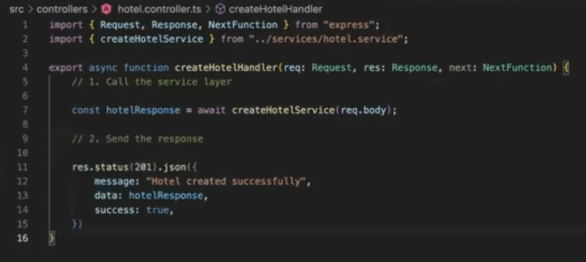 src > controllers > hotel.controller.ts > createHotelHandler
1 import { Request, Response, NextFunction } from "express";
2 import { createHotelService } from "../services/hotel.service";
3
4 export async function createHotelHandler(req: Request, res: Response, next: NextFunction) {
5 // 1. Call the service layer
6
7 const hotelResponse = await createHotelService(req.body);
8
9 // 2. Send the response
10
11 res.status(201).json({
12 message: "Hotel created successfully",
13 data: hotelResponse,
14 success: true,
15 })
16 }